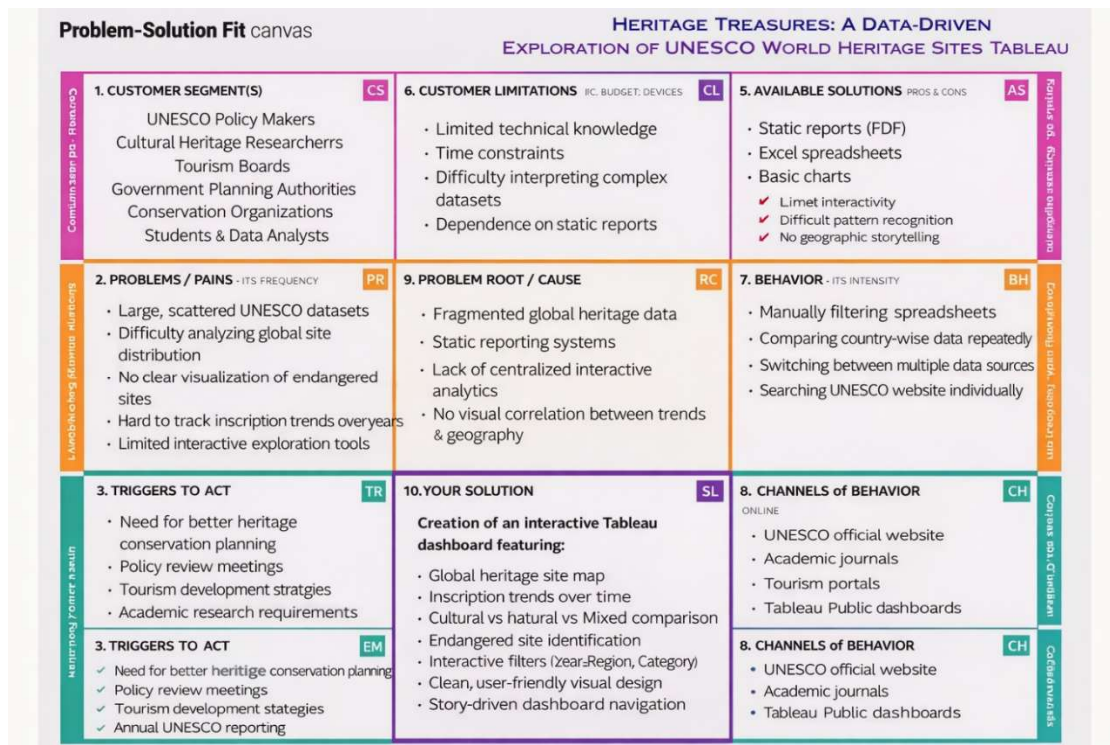 Problem-Solution Fit canvas
HERITAGE TREASURES: A DATA-DRIVEN
EXPLORATION OF UNESCO WORLD HERITAGE SITES TABLEAU
1. CUSTOMER SEGMENT(S) CS
UNESCO Policy Makers
Cultural Heritage Researcherrs
Tourism Boards
Government Planning Authorities
Conservation Organizations
Students & Data Analysts
6. CUSTOMER LIMITATIONS IIC. BUDGET: DEVICES CL
· Limited technical knowledge
· Time constraints
· Difficulty interpreting complex
datasets
· Dependence on static reports
5. AVAILABLE SOLUTIONS PROS & CONS AS
· Static reports (FDF)
· Excel spreadsheets
· Basic charts
✔ Limet interactivity
✔ Difficult pattern recognition
✔ No geographic storytelling
2. PROBLEMS / PAINS - ITS FREQUENCY PR
· Large, scattered UNESCO datasets
· Difficulty analyzing global site
distribution
· No clear visualization of endangered
sites
· Hard to track inscription trends overyears
· Limited interactive exploration tools
9. PROBLEM ROOT / CAUSE RC
· Fragmented global heritage data
· Static reporting systems
· Lack of centralized interactive
analytics
· No visual correlation between trends
& geography
7. BEHAVIOR - ITS INTENSITY BH
· Manually filtering spreadsheets
· Comparing country-wise data repeatedly
· Switching between multiple data sources
· Searching UNESCO website individually
3. TRIGGERS TO ACT TR
· Need for better heritage
conservation planning
· Policy review meetings
· Tourism development stratgies
· Academic research requirements
3. TRIGGERS TO ACT EM
✓ Need for better heritige conservation planning
✓ Policy review meetings
✓ Tourism development stategies
✓ Annual UNESCO reporting
10.YOUR SOLUTION SL
Creation of an interactive Tableau
dashboard featuring:
· Global heritage site map
· Inscription trends over time
· Cultural vs hatural vs Mixed comparison
· Endangered site identification
· Interactive filters (Year-Region, Category)
· Clean, user-friendly visual design
· Story-driven dashboard navigation
8. CHANNELS of BEHAVIOR CH
ONLINE
· UNESCO official website
· Academic journals
· Tourism portals
· Tableau Public dashboards
8. CHANNELS of BEHAVIOR CH
• UNESCO official website
• Academic journals
• Tableau Public dashboards